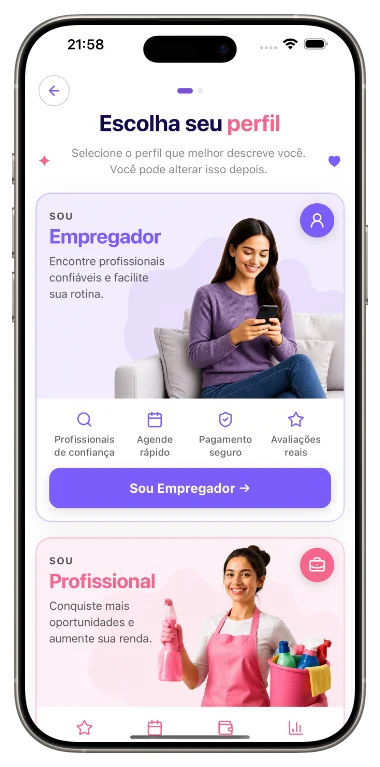 21:58
Escolha seu perfil
Selecione o perfil que melhor descreve você.
Você pode alterar isso depois.
SOU
Empregador
Encontre profissionais
confiáveis e facilite
sua rotina.
Profissionais
de confiança
Agende
rápido
Pagamento
seguro
Avaliações
reais
Sou Empregador →
SOU
Profissional
Conquiste mais
oportunidades e
aumente sua renda.